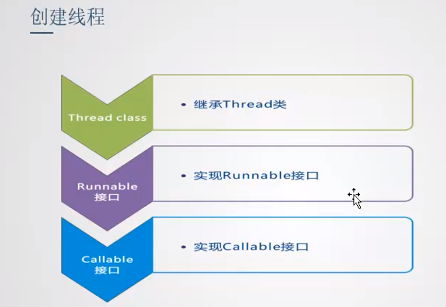 创建线程
Thread class
• 继承Thread类
Runnable
接口
• 实现Runnable接口
Callable
接口
• 实现Callable接口